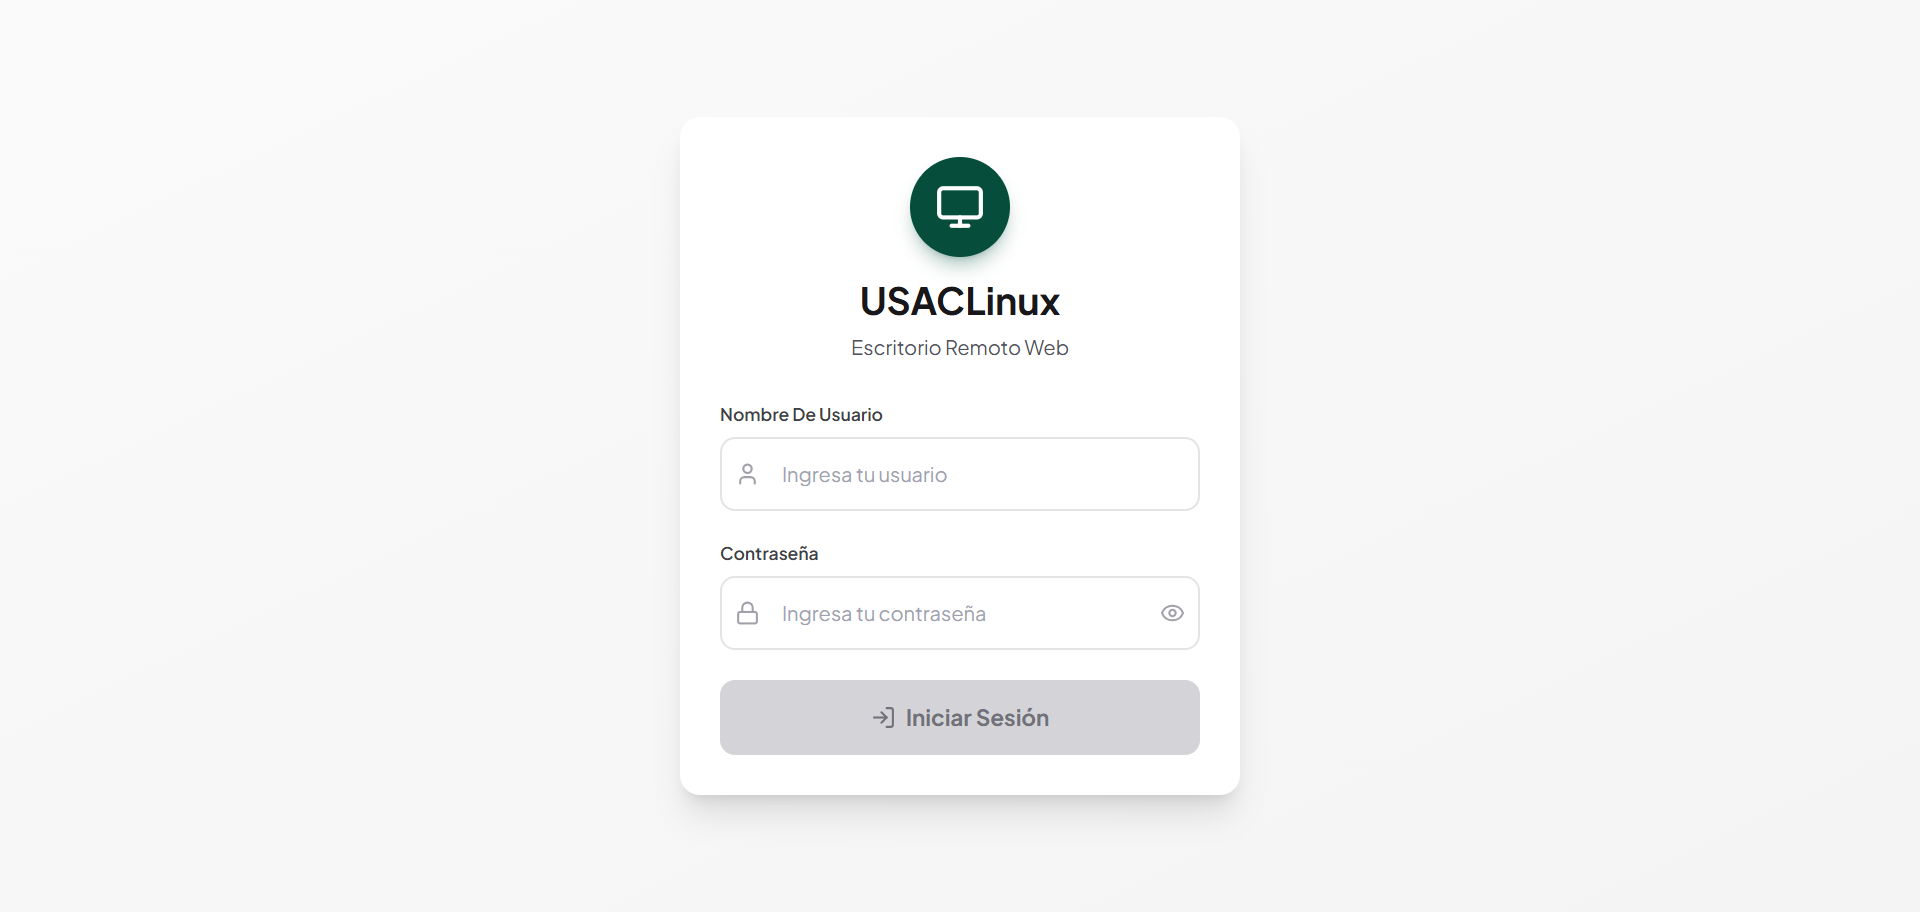 USACLinux
Escritorio Remoto Web
Nombre De Usuario
Ingresa tu usuario
Contraseña
Ingresa tu contraseña
Iniciar Sesión